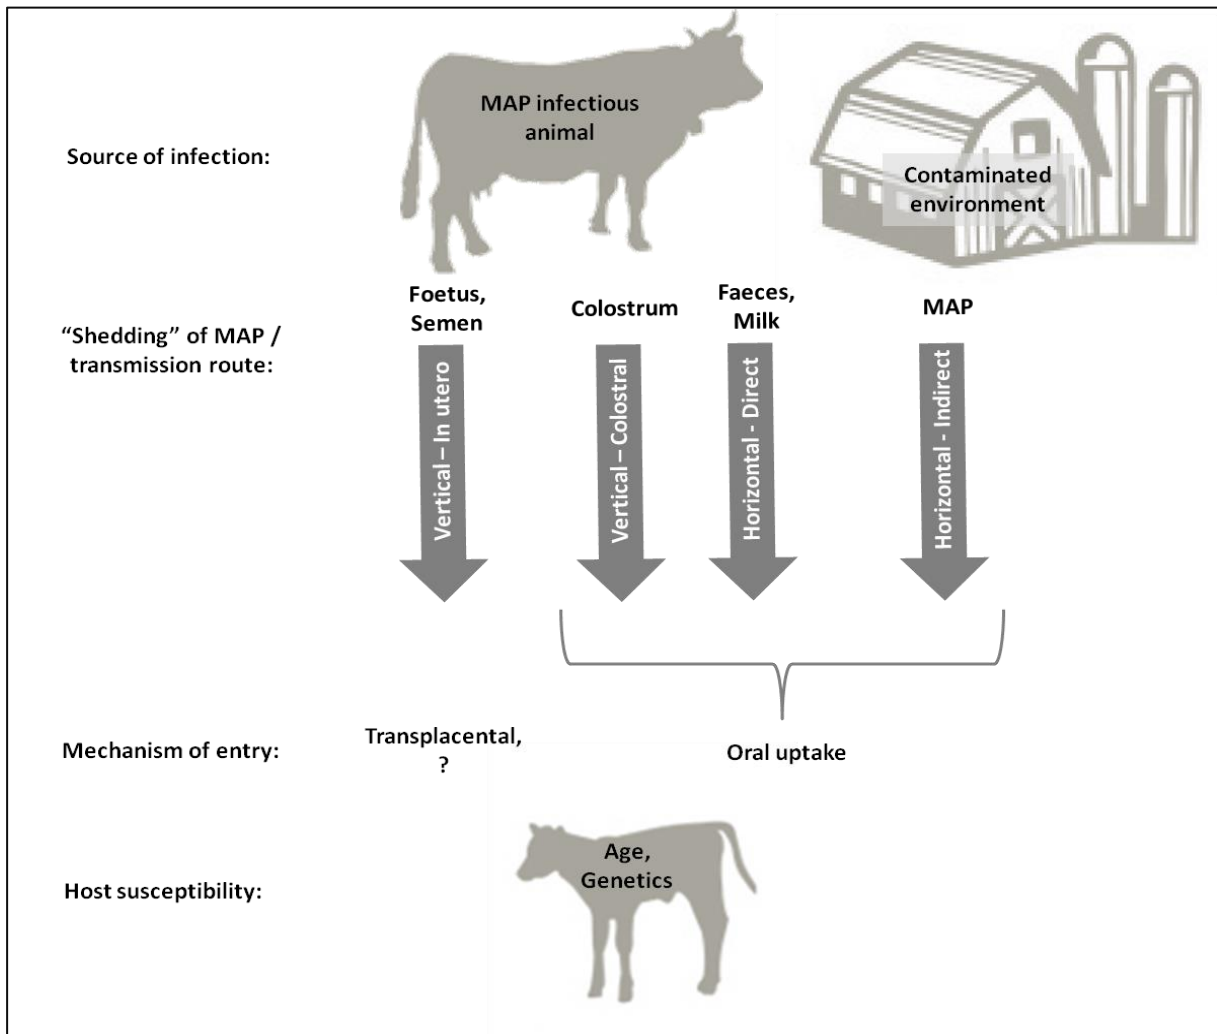 MAP infectious
animal
Source of infection:
Contaminated
environment
Foetus,
Semen
Colostrum
Faeces,
Milk
MAP
“Shedding” of MAP /
transmission route:
Vertical – In utero
Vertical – Colostral
Horizontal - Direct
Horizontal - Indirect
Mechanism of entry:
Transplacental,
?
Oral uptake
Age,
Genetics
Host susceptibility: